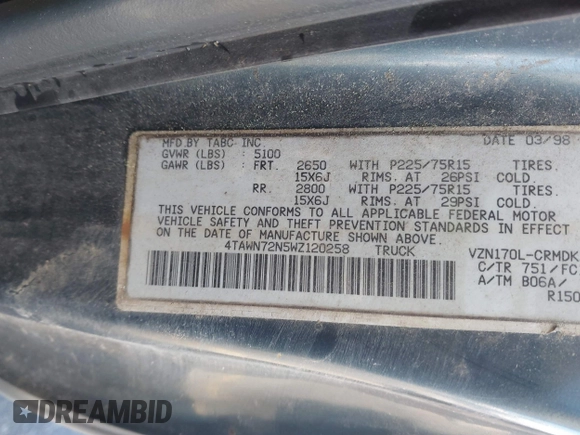 MFD BY TABC INC DATE 03/98
GVWR (LBS) : 5100
GAWR (LBS) : FRT. 2650 WITH P225/75R15 TIRES.
15X6J RIMS. AT 26PSI COLD.
RR. 2800 WITH P225/75R15 TIRES.
15X6J RIMS. AT 29PSI COLD.
THIS VEHICLE CONFORMS TO ALL APPLICABLE FEDERAL MOTOR
VEHICLE SAFETY AND THEFT PREVENTION STANDARDS IN EFFECT
ON THE DATE OF MANUFACTURE SHOWN ABOVE.
4TAWN72N5WZ120258 TRUCK VZN170L-CRMDK
C/TR 751/FC
A/TM B06A/
R150
DREAMBID